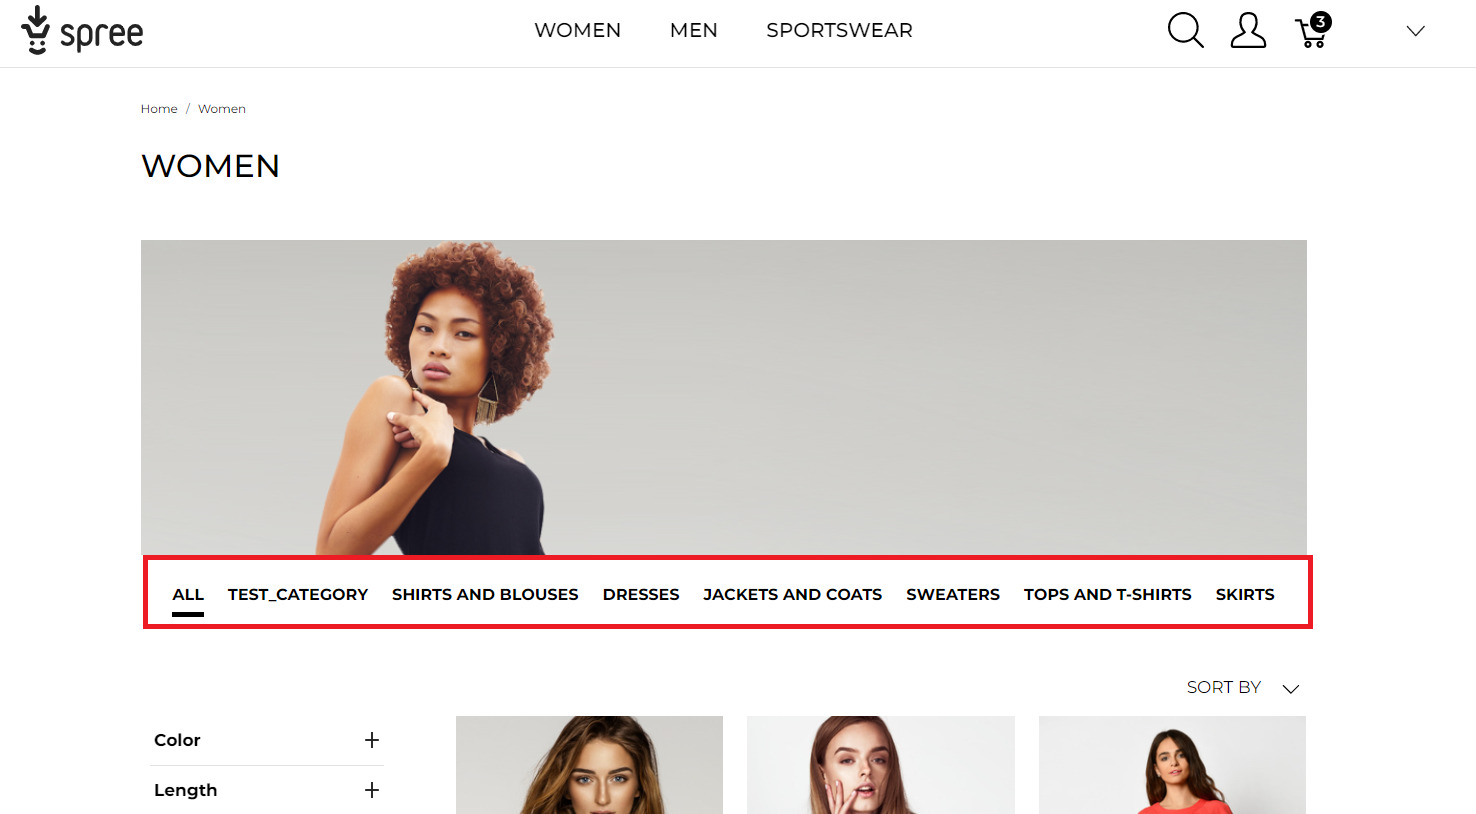 spree
WOMEN MEN SPORTSWEAR
3
Home / Women
WOMEN
ALL TEST_CATEGORY SHIRTS AND BLOUSES DRESSES JACKETS AND COATS SWEATERS TOPS AND T-SHIRTS SKIRTS
SORT BY
Color +
Length +